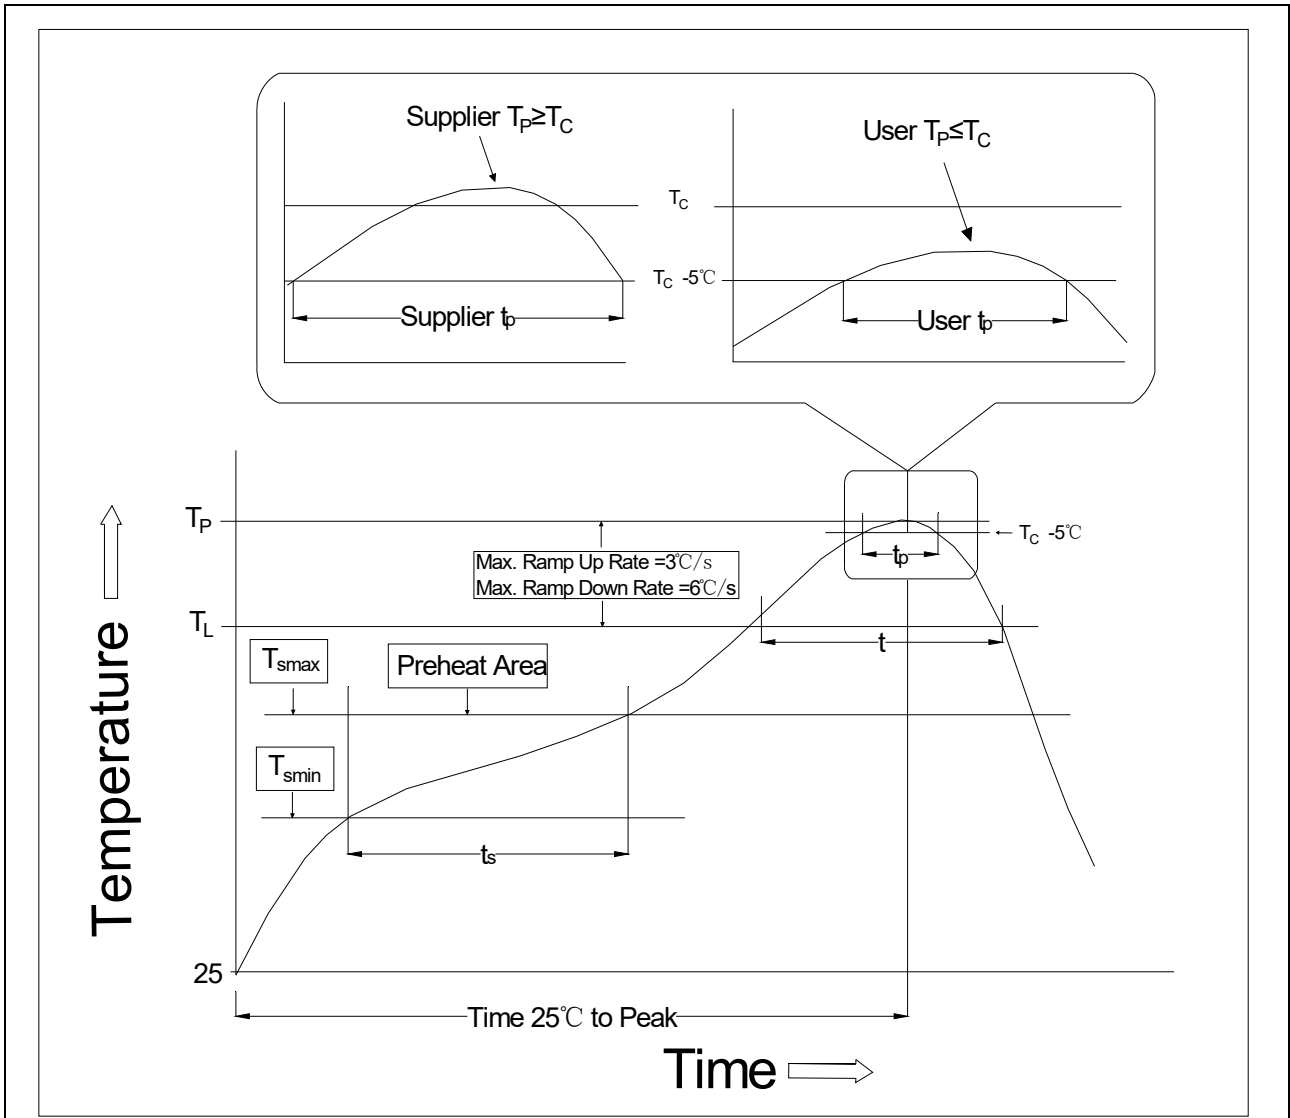 Supplier TP≥TC
User TP≤TC
TC
TC -5℃
Supplier tp
User tp
TP
TC -5℃
Max. Ramp Up Rate =3℃/s
Max. Ramp Down Rate =6℃/s
tp
TL
t
Tsmax
Preheat Area
Tsmin
ts
Temperature
25
Time 25℃ to Peak
Time